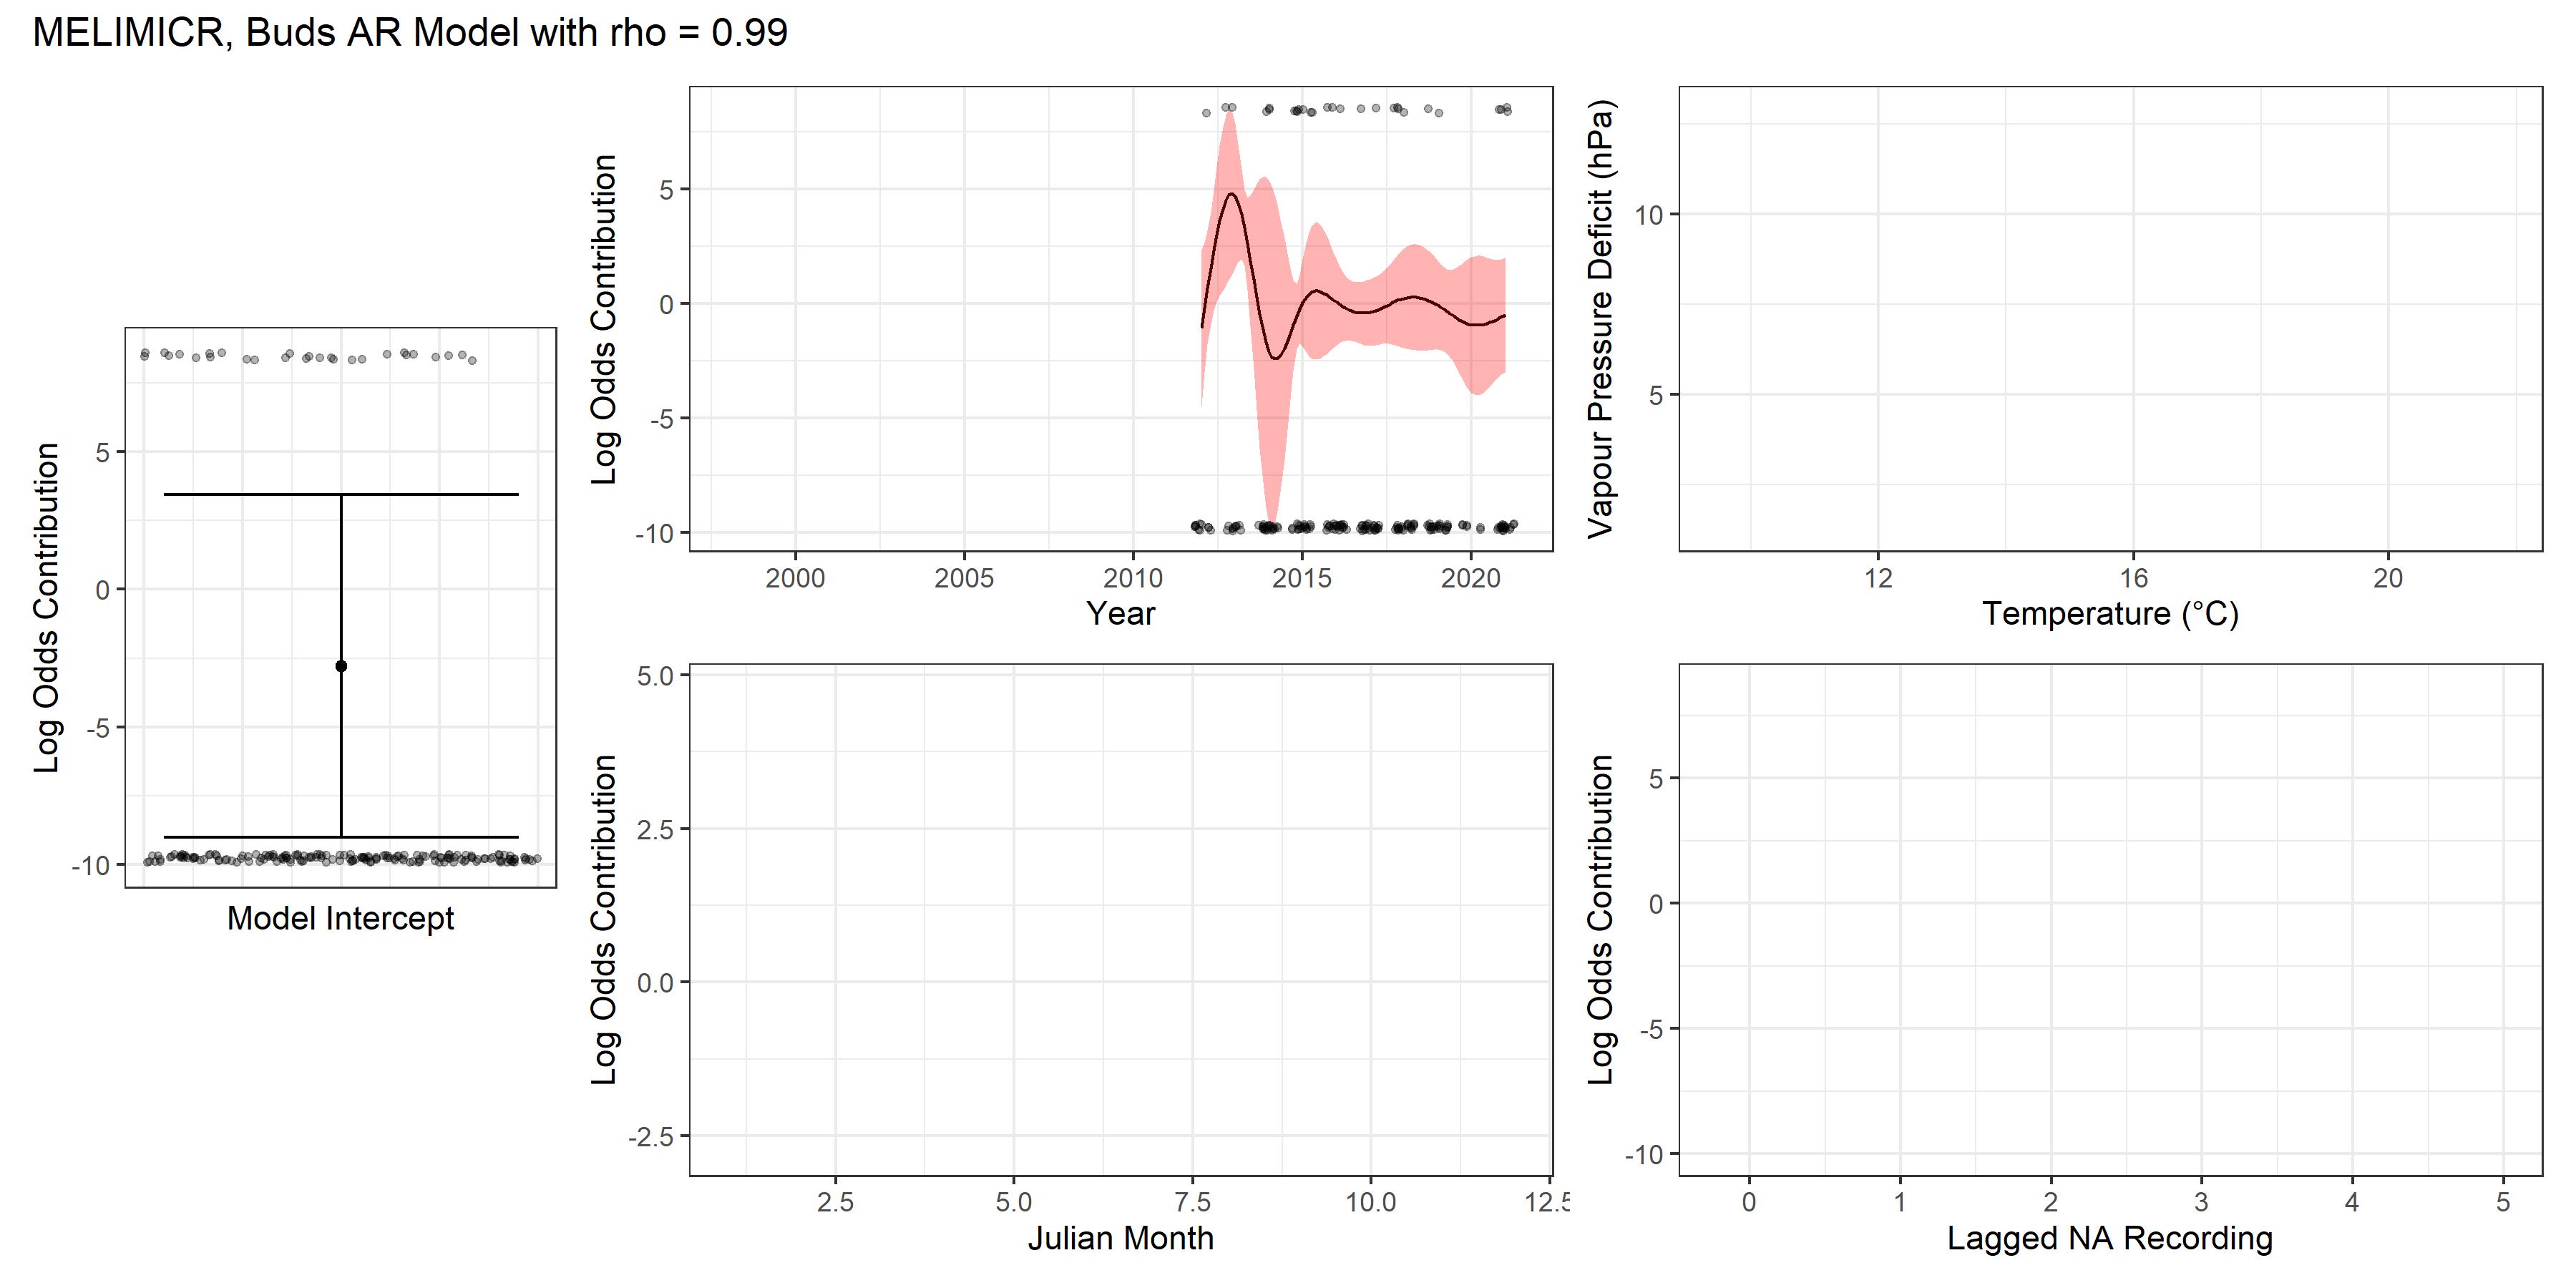 MELIMICR, Buds AR Model with rho = 0.99
Log Odds Contribution
5
0
-5
-10
Model Intercept
Log Odds Contribution
5
0
-5
-10
2000 2005 2010 2015 2020
Year
Vapour Pressure Deficit (hPa)
10
5
12 16 20
Temperature (°C)
Log Odds Contribution
5.0
2.5
0.0
-2.5
2.5 5.0 7.5 10.0 12.5
Julian Month
Log Odds Contribution
5
0
-5
-10
0 1 2 3 4 5
Lagged NA Recording